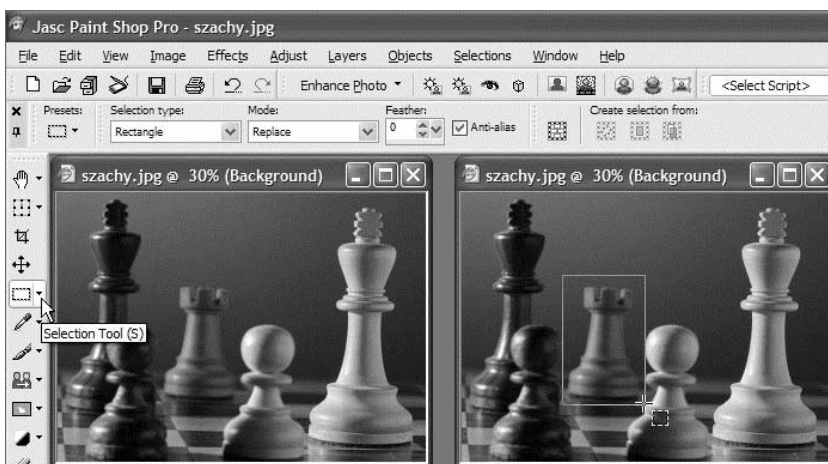 Jasc Paint Shop Pro - szachy.jpg
File Edit View Image Effects Adjust Layers Objects Selections Window Help
Enhance Photo <Select Script>
Presets: Selection type: Mode: Feather: Create selection from:
Rectangle Replace 0 Anti-alias
szachy.jpg @ 30% (Background) szachy.jpg @ 30% (Background)
Selection Tool (S)